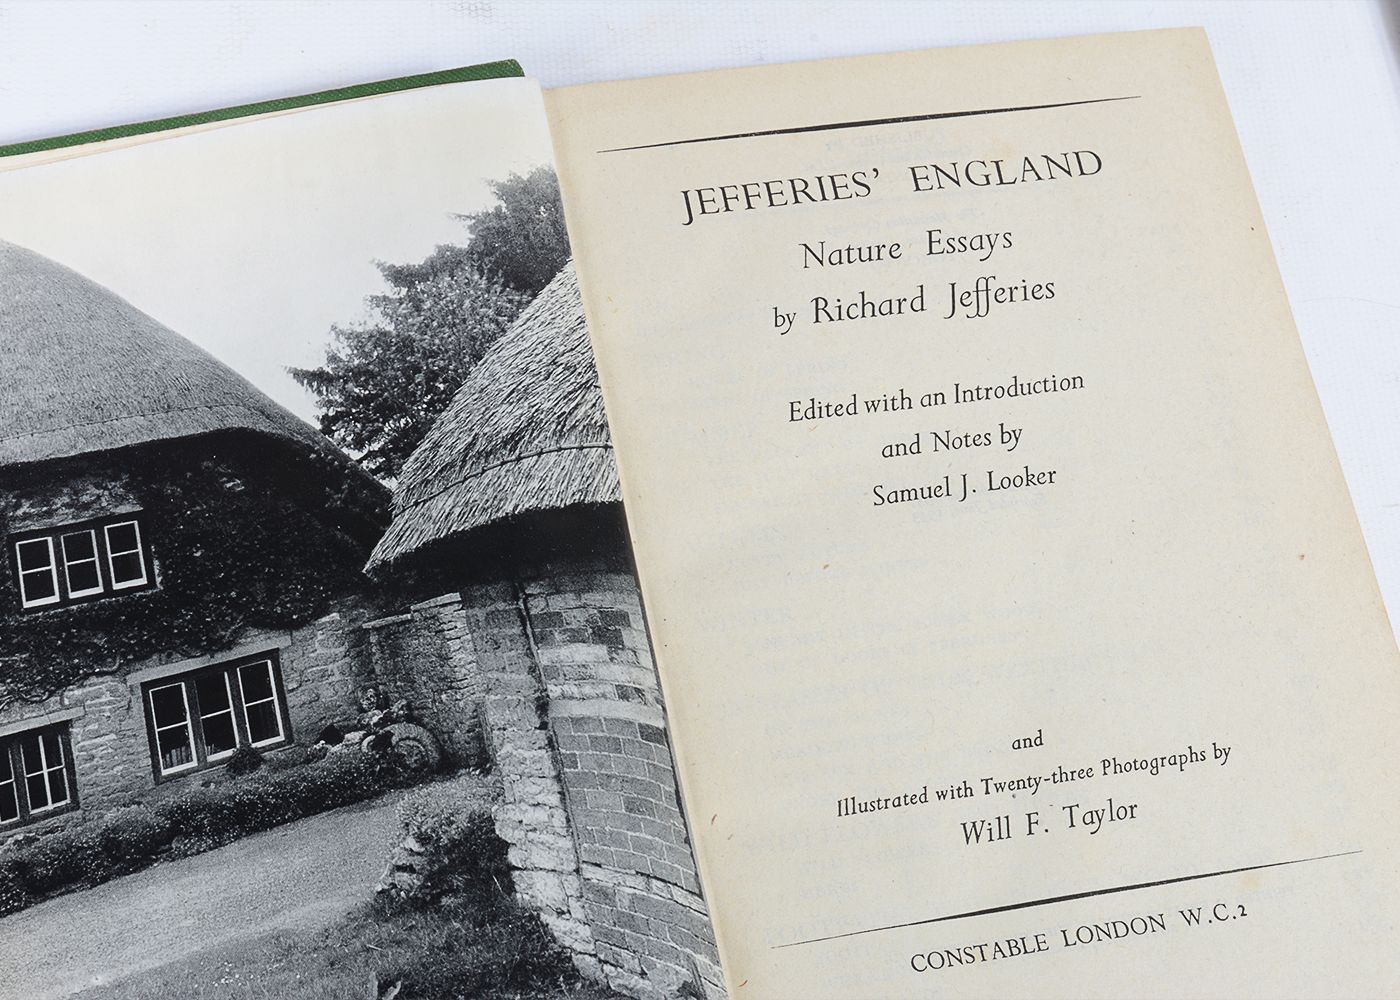 JEFFERIES' ENGLAND
Nature Essays
by Richard Jefferies
Edited with an Introduction
and Notes by
Samuel J. Looker
and
Illustrated with Twenty-three Photographs by
Will F. Taylor
CONSTABLE LONDON W.C.2